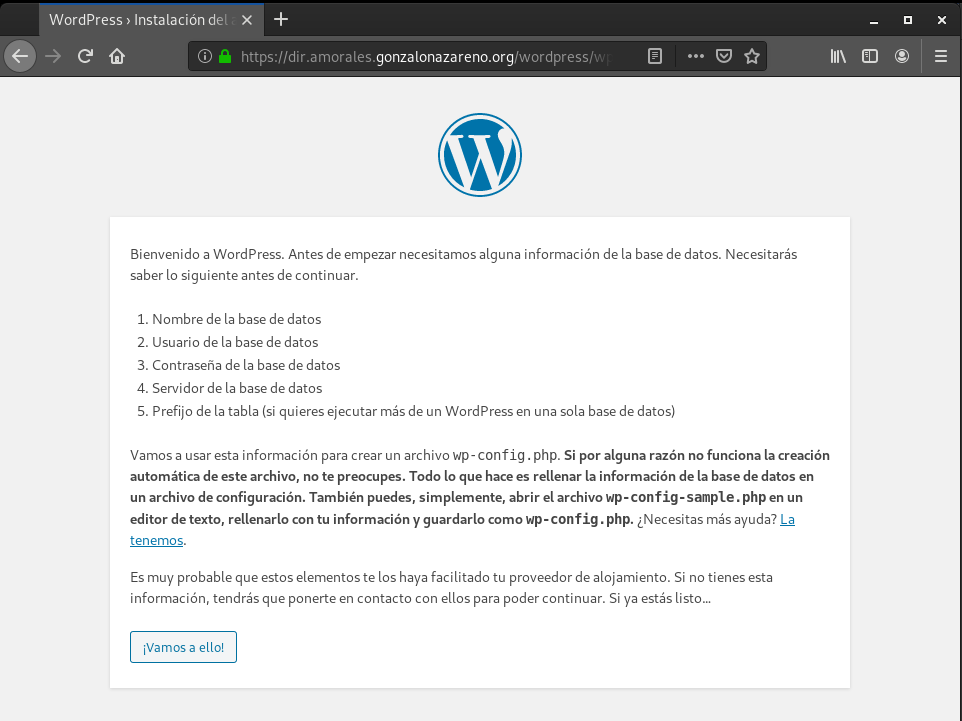 WordPress › Instalación del a
https://dir.amorales.gonzalonazareno.org/wordpress/wp
Bienvenido a WordPress. Antes de empezar necesitamos alguna información de la base de datos. Necesitarás
saber lo siguiente antes de continuar.
1. Nombre de la base de datos
2. Usuario de la base de datos
3. Contraseña de la base de datos
4. Servidor de la base de datos
5. Prefijo de la tabla (si quieres ejecutar más de un WordPress en una sola base de datos)
Vamos a usar esta información para crear un archivo wp-config.php. Si por alguna razón no funciona la creación
automática de este archivo, no te preocupes. Todo lo que hace es rellenar la información de la base de datos en
un archivo de configuración. También puedes, simplemente, abrir el archivo wp-config-sample.php en un
editor de texto, rellenarlo con tu información y guardarlo como wp-config.php. ¿Necesitas más ayuda? La
tenemos.
Es muy probable que estos elementos te los haya facilitado tu proveedor de alojamiento. Si no tienes esta
información, tendrás que ponerte en contacto con ellos para poder continuar. Si ya estás listo…
¡Vamos a ello!